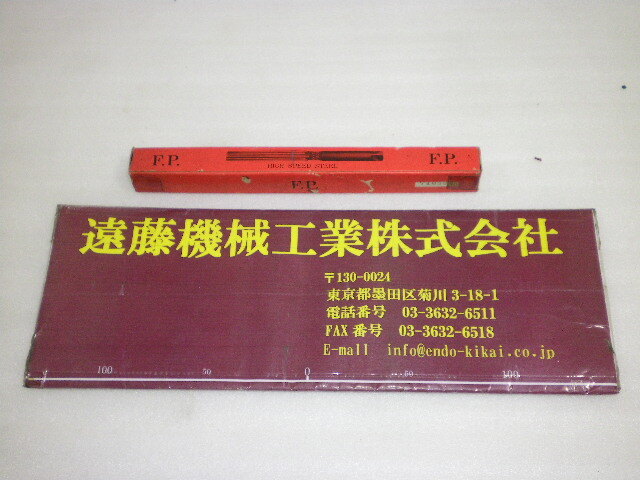 F.P.
F.P.
HIGH SPEED STEEL
F.P.
遠藤機械工業株式会社
〒130-0024
東京都墨田区菊川 3-18-1
電話番号 03-3632-6511
FAX 番号 03-3632-6518
E-mail info@endo-kikai.co.jp
100 50 0 50 100